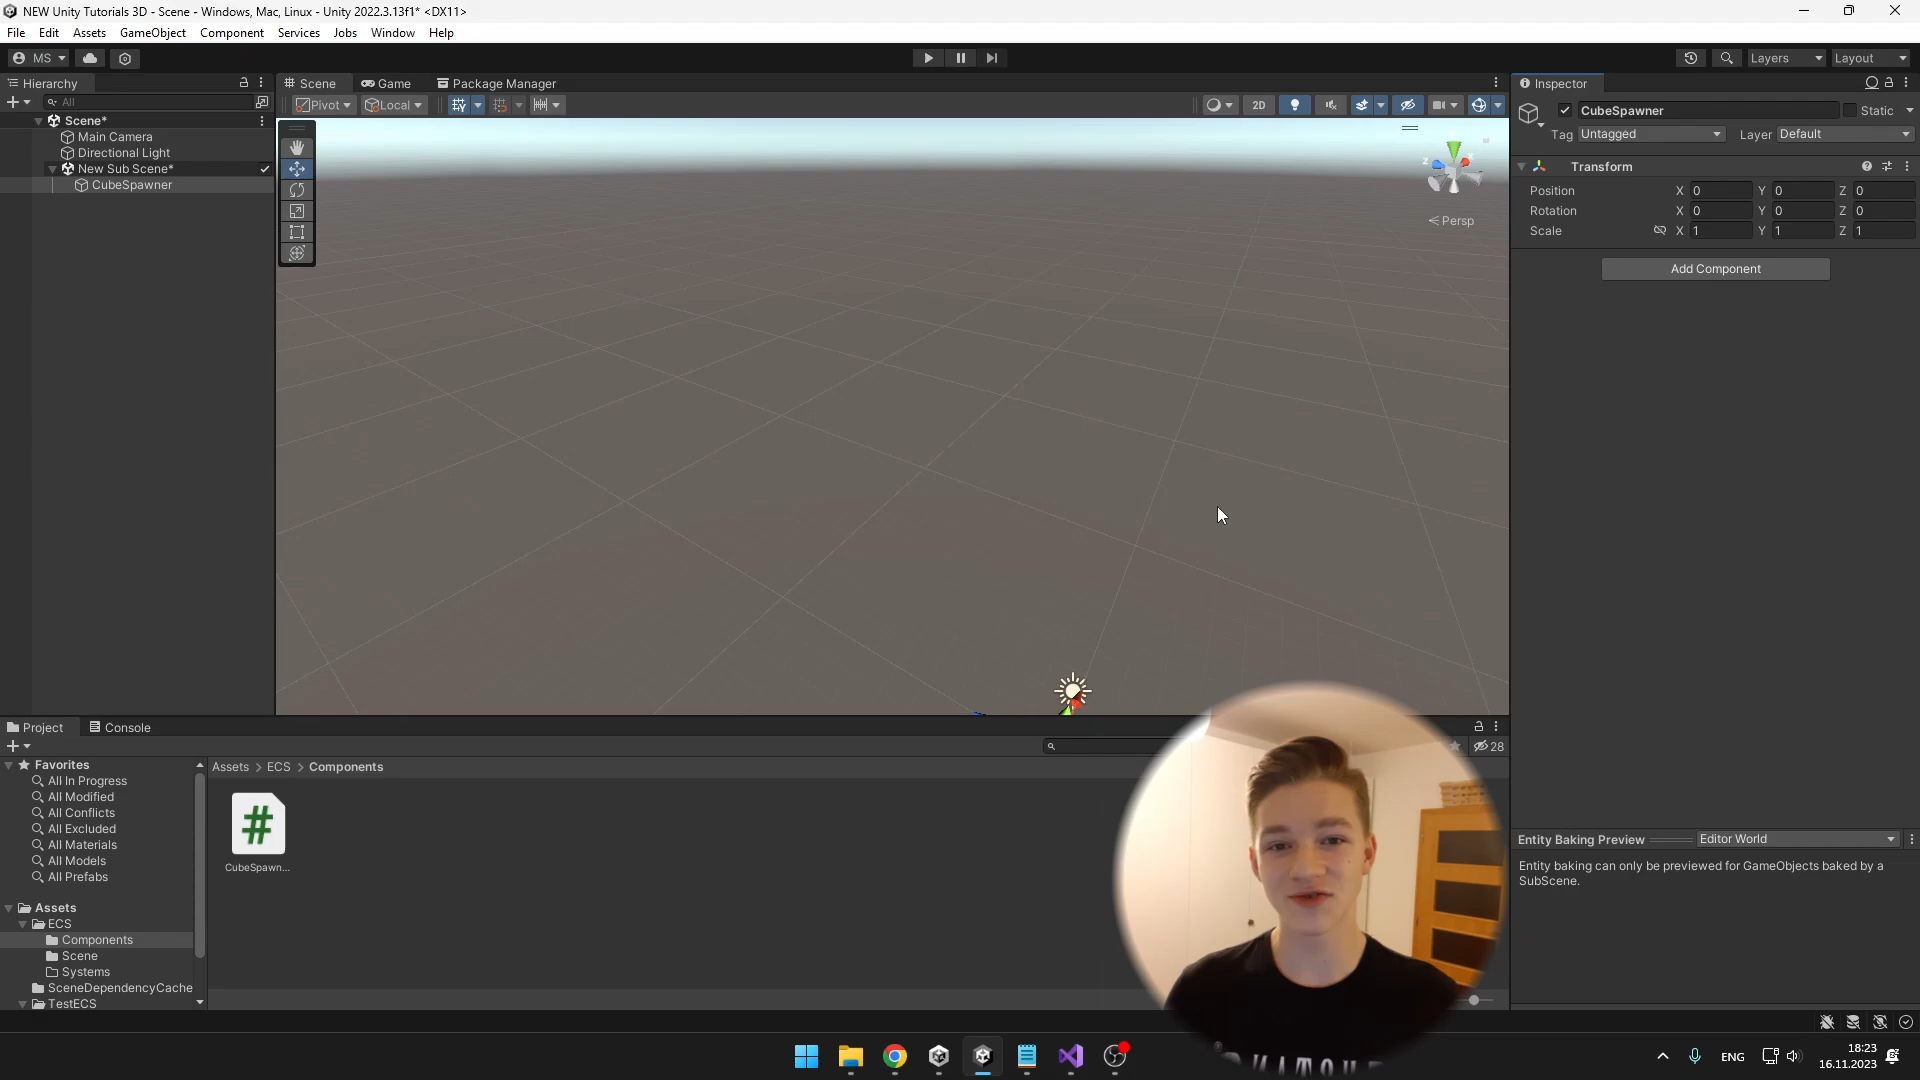 NEW Unity Tutorials 3D - Scene - Windows, Mac, Linux - Unity 2022.3.13f1* <DX11>
File Edit Assets GameObject Component Services Jobs Window Help
MS Layers Layout
Hierarchy Scene Game Package Manager Inspector
All Pivot Local 2D CubeSpawner Static
Scene* Tag Untagged Layer Default
Main Camera
Directional Light
New Sub Scene*
CubeSpawner
Transform
Position X 0 Y 0 Z 0
Rotation X 0 Y 0 Z 0
Scale X 1 Y 1 Z 1
Add Component
x
z
Persp
Project Console
28
Favorites
All In Progress
All Modified
All Conflicts
All Excluded
All Materials
All Models
All Prefabs
Assets
ECS
Components
Scene
Systems
SceneDependencyCache
TestECS
Assets > ECS > Components
#
CubeSpawn...
Entity Baking Preview Editor World
Entity baking can only be previewed for GameObjects baked by a
SubScene.
ENG
18:23
16.11.2023